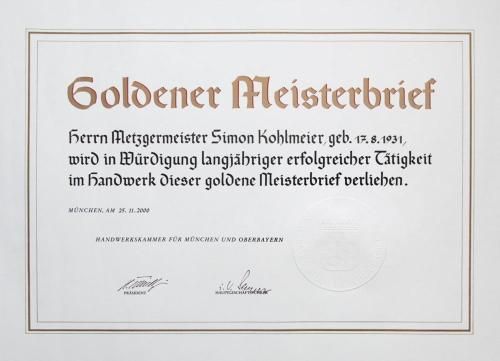 Goldener Meisterbrief
Herrn Metzgermeister Simon Kohlmeier, geb. 17.8.1931,
wird in Würdigung langjähriger erfolgreicher Tätigkeit
im Handwerk dieser goldene Meisterbrief verliehen.
MÜNCHEN, AM 25.11.2000
HANDWERKSKAMMER FÜR MÜNCHEN UND OBERBAYERN
PRÄSIDENT
HAUPTGESCHÄFTSFÜHRER